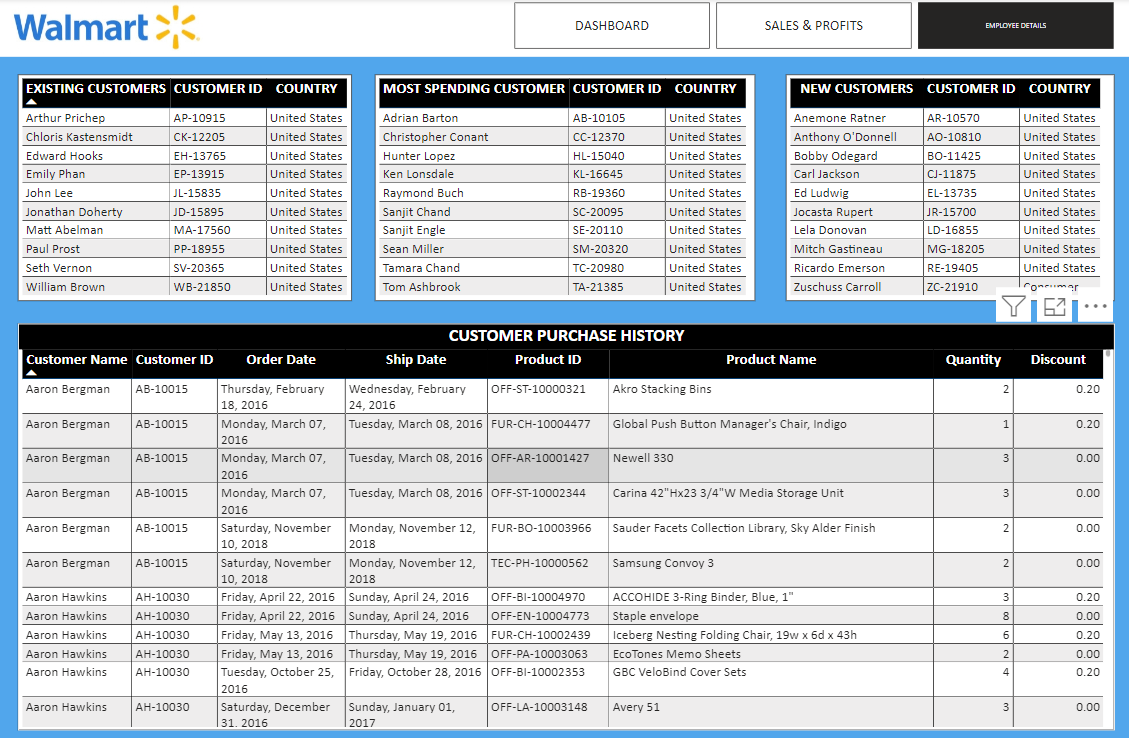 Walmart
DASHBOARD
SALES & PROFITS
EMPLOYEE DETAILS
EXISTING CUSTOMERS CUSTOMER ID COUNTRY
Arthur Prichep AP-10915 United States
Chloris Kastensmidt CK-12205 United States
Edward Hooks EH-13765 United States
Emily Phan EP-13915 United States
John Lee JL-15835 United States
Jonathan Doherty JD-15895 United States
Matt Abelman MA-17560 United States
Paul Prost PP-18955 United States
Seth Vernon SV-20365 United States
William Brown WB-21850 United States
MOST SPENDING CUSTOMER CUSTOMER ID COUNTRY
Adrian Barton AB-10105 United States
Christopher Conant CC-12370 United States
Hunter Lopez HL-15040 United States
Ken Lonsdale KL-16645 United States
Raymond Buch RB-19360 United States
Sanjit Chand SC-20095 United States
Sanjit Engle SE-20110 United States
Sean Miller SM-20320 United States
Tamara Chand TC-20980 United States
Tom Ashbrook TA-21385 United States
NEW CUSTOMERS CUSTOMER ID COUNTRY
Anemone Ratner AR-10570 United States
Anthony O'Donnell AO-10810 United States
Bobby Odegard BO-11425 United States
Carl Jackson CJ-11875 United States
Ed Ludwig EL-13735 United States
Jocasta Rupert JR-15700 United States
Lela Donovan LD-16855 United States
Mitch Gastineau MG-18205 United States
Ricardo Emerson RE-19405 United States
Zuschuss Carroll ZC-21910 Consumer
CUSTOMER PURCHASE HISTORY
Customer Name Customer ID Order Date Ship Date Product ID Product Name Quantity Discount
Aaron Bergman AB-10015 Thursday, February Wednesday, February OFF-ST-10000321 Akro Stacking Bins 2 0.20
18, 2016 24, 2016
Aaron Bergman AB-10015 Monday, March 07, Tuesday, March 08, 2016 FUR-CH-10004477 Global Push Button Manager's Chair, Indigo 1 0.20
2016
Aaron Bergman AB-10015 Monday, March 07, Tuesday, March 08, 2016 OFF-AR-10001427 Newell 330 3 0.00
2016
Aaron Bergman AB-10015 Monday, March 07, Tuesday, March 08, 2016 OFF-ST-10002344 Carina 42"Hx23 3/4"W Media Storage Unit 3 0.00
2016
Aaron Bergman AB-10015 Saturday, November Monday, November 12, FUR-BO-10003966 Sauder Facets Collection Library, Sky Alder Finish 2 0.00
10, 2018 2018
Aaron Bergman AB-10015 Saturday, November Monday, November 12, TEC-PH-10000562 Samsung Convoy 3 2 0.00
10, 2018 2018
Aaron Hawkins AH-10030 Friday, April 22, 2016 Sunday, April 24, 2016 OFF-BI-10004970 ACCOHIDE 3-Ring Binder, Blue, 1" 3 0.20
Aaron Hawkins AH-10030 Friday, April 22, 2016 Sunday, April 24, 2016 OFF-EN-10004773 Staple envelope 8 0.00
Aaron Hawkins AH-10030 Friday, May 13, 2016 Thursday, May 19, 2016 FUR-CH-10002439 Iceberg Nesting Folding Chair, 19w x 6d x 43h 6 0.20
Aaron Hawkins AH-10030 Friday, May 13, 2016 Thursday, May 19, 2016 OFF-PA-10003063 EcoTones Memo Sheets 2 0.00
Aaron Hawkins AH-10030 Tuesday, October 25, Friday, October 28, 2016 OFF-BI-10002353 GBC VeloBind Cover Sets 4 0.20
2016
Aaron Hawkins AH-10030 Saturday, December Sunday, January 01, OFF-LA-10003148 Avery 51 3 0.00
31, 2016 2017